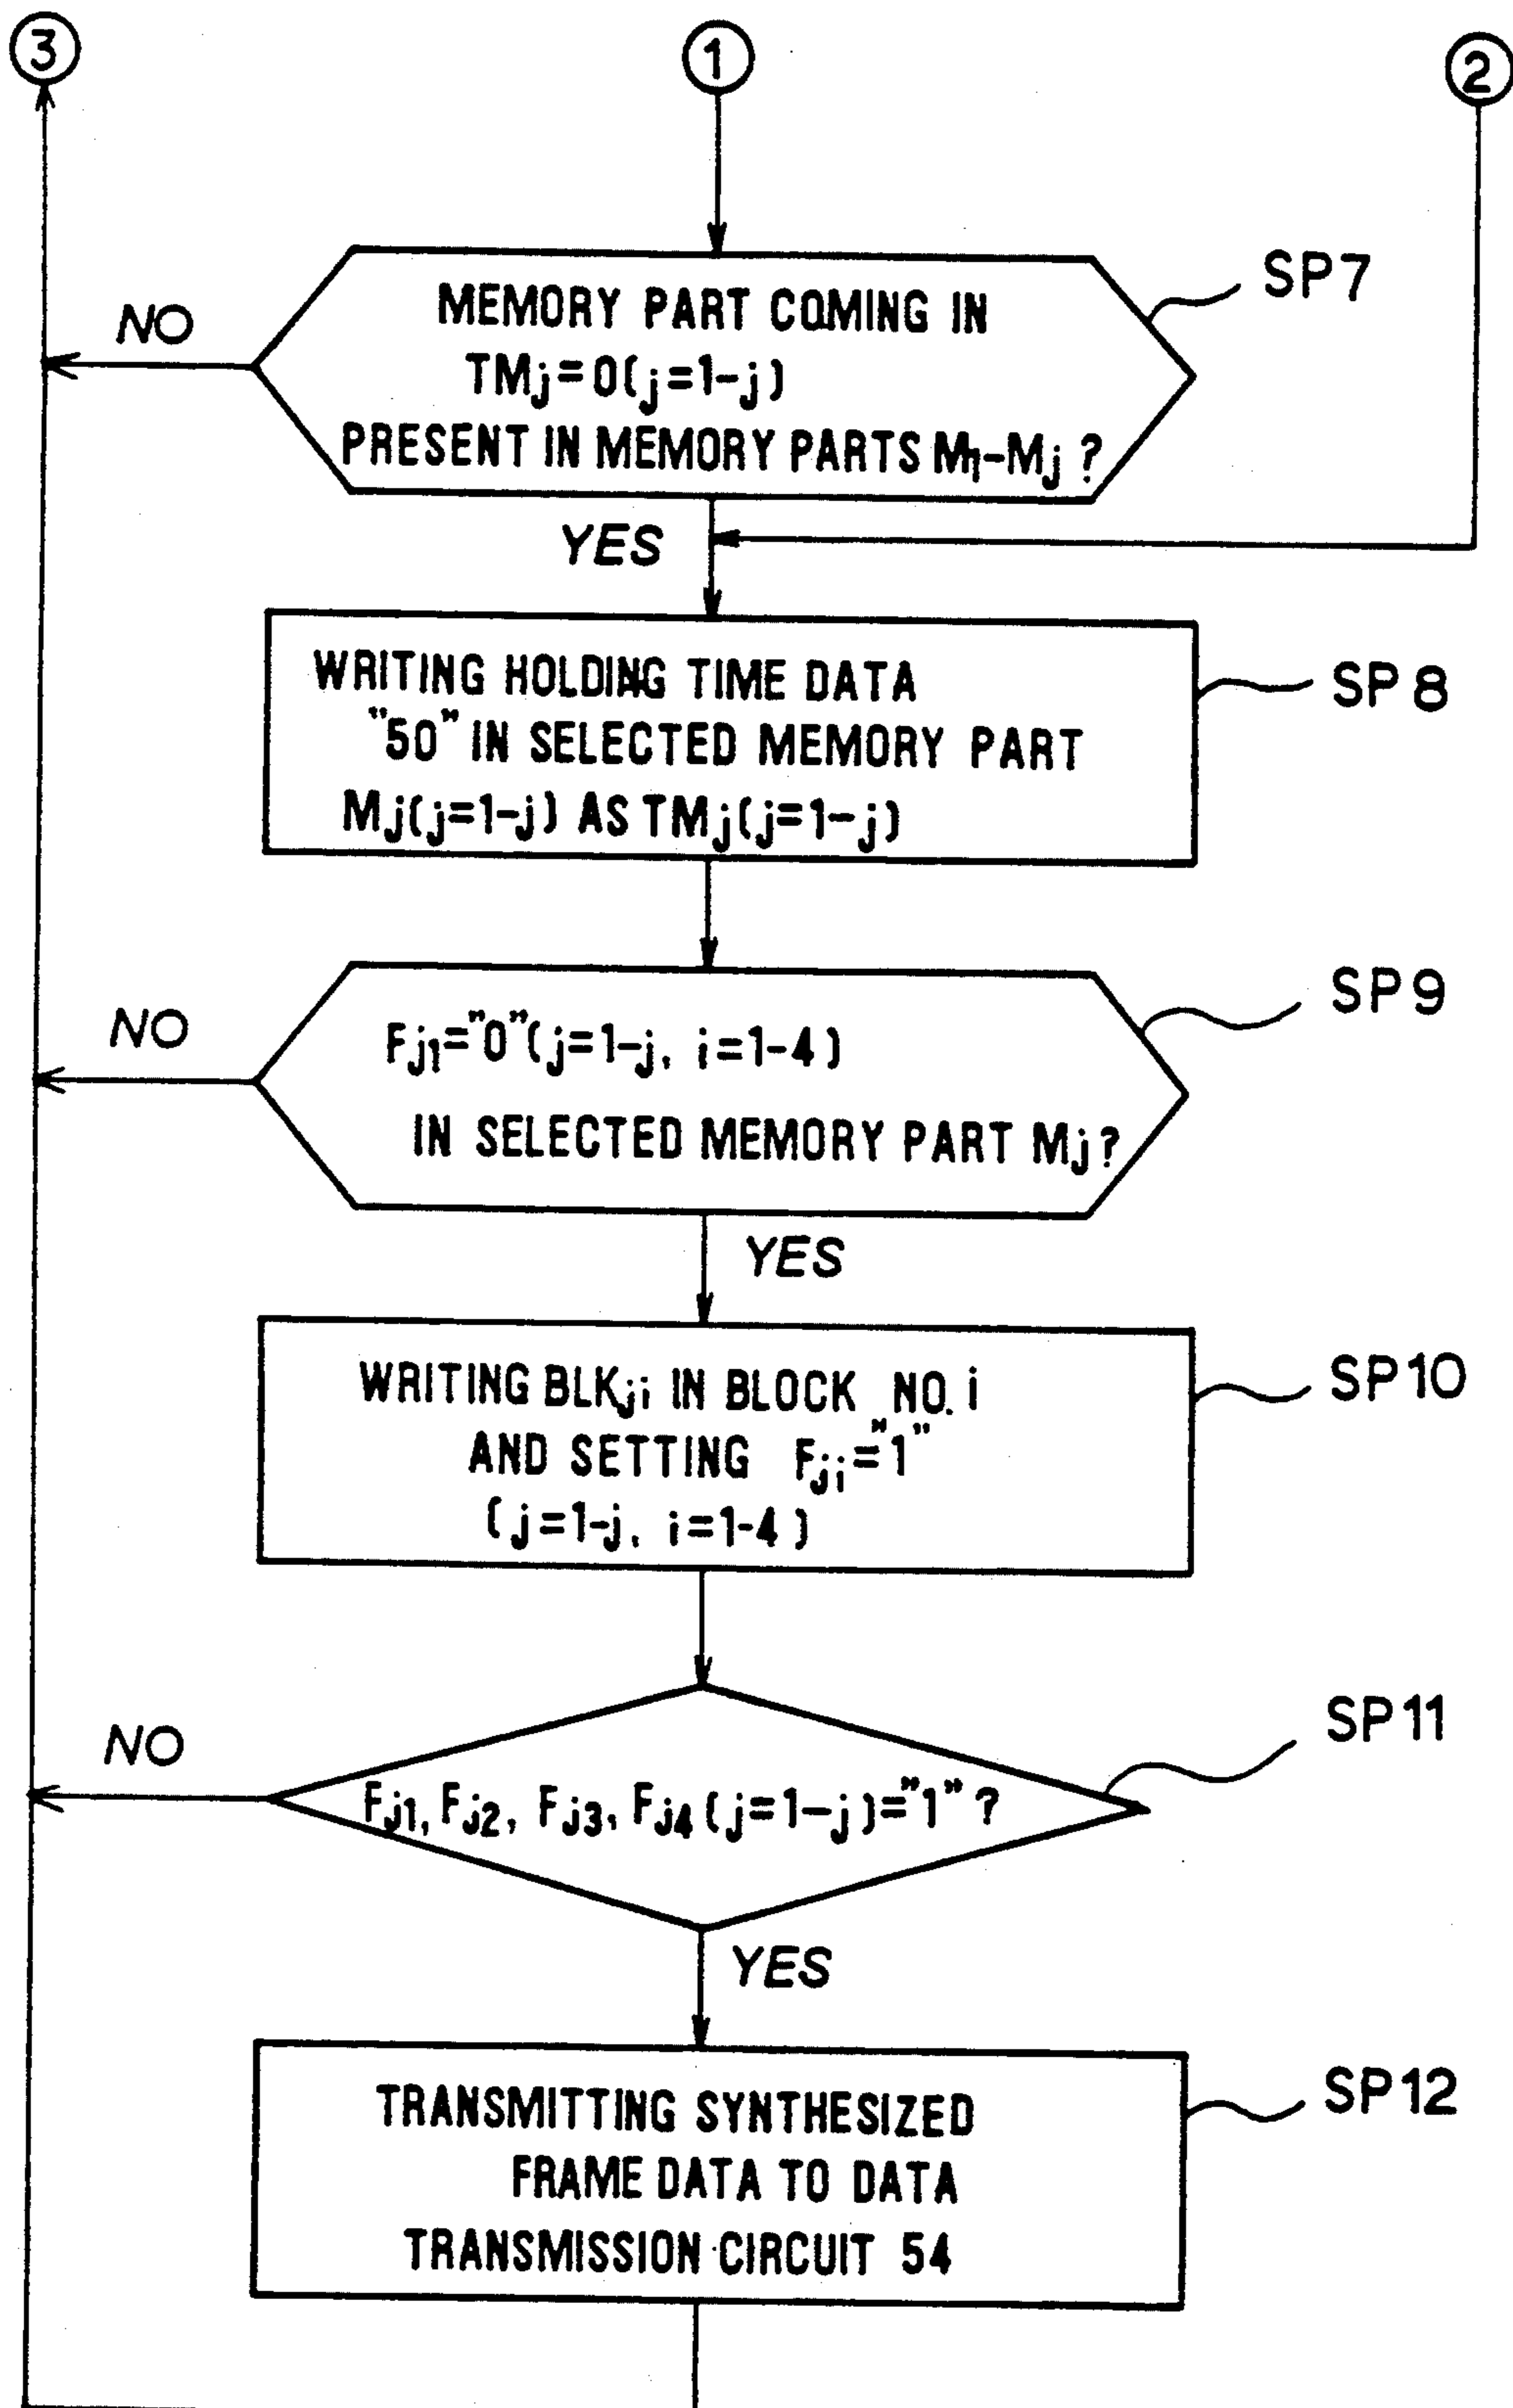 ③ ① ②
SP7
MEMORY PART COMING IN
NO
TMj=0(j=1-j)
PRESENT IN MEMORY PARTS M1-Mj ?
YES
SP8
WRITING HOLDING TIME DATA
"50" IN SELECTED MEMORY PART
Mj(j=1-j) AS TMj(j=1-j)
SP9
NO
Fj1="0"(j=1-j, i=1-4)
IN SELECTED MEMORY PART Mj?
YES
SP10
WRITING BLKji IN BLOCK NO. i
AND SETTING Fji="1"
(j=1-j, i=1-4)
SP11
NO
Fj1, Fj2, Fj3, Fj4(j=1-j)="1" ?
YES
SP12
TRANSMITTING SYNTHESIZED
FRAME DATA TO DATA
TRANSMISSION CIRCUIT 54